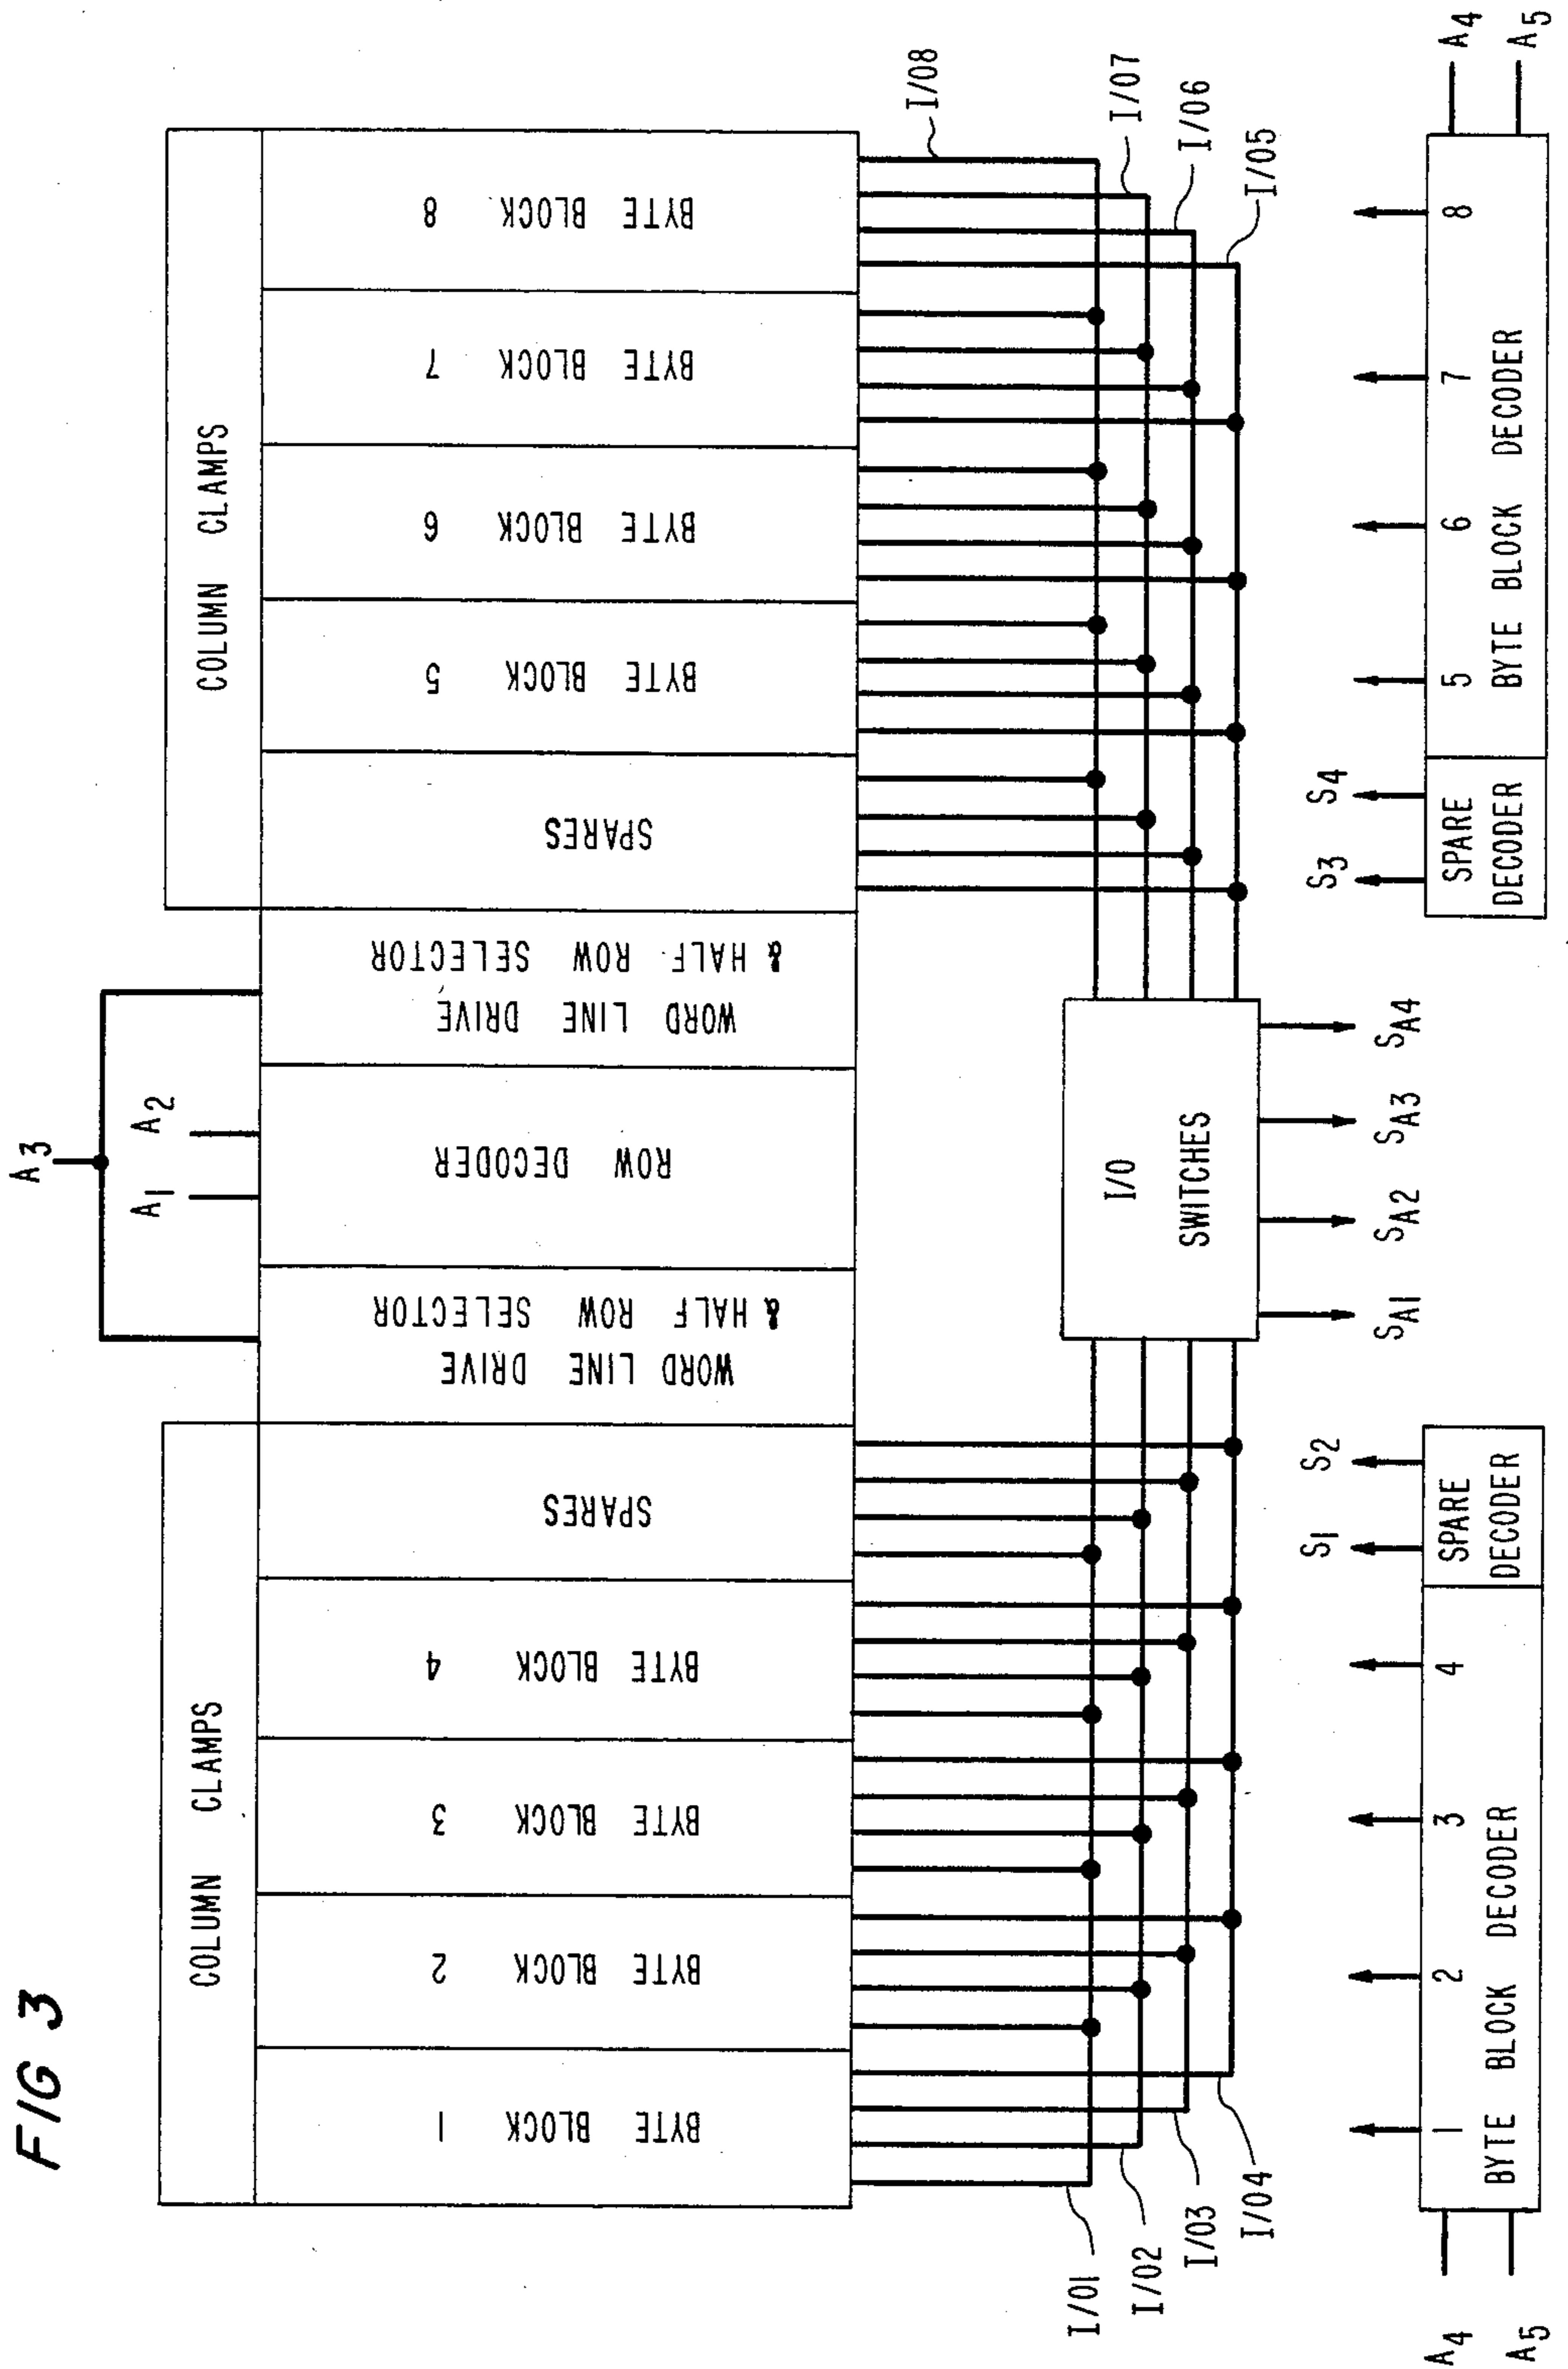 FIG 3
A3
A1 A2
COLUMN CLAMPS
COLUMN CLAMPS
BYTE BLOCK 1
BYTE BLOCK 2
BYTE BLOCK 3
BYTE BLOCK 4
SPARES
WORD LINE DRIVE
& HALF ROW SELECTOR
ROW DECODER
WORD LINE DRIVE
& HALF ROW SELECTOR
SPARES
BYTE BLOCK 5
BYTE BLOCK 6
BYTE BLOCK 7
BYTE BLOCK 8
I/01
I/02
I/03
I/04
I/O
SWITCHES
I/08
I/07
I/06
I/05
SA1 SA2 SA3 SA4
S1 S2
S3 S4
A4
A5
1 2 3 4
BYTE BLOCK DECODER
SPARE
DECODER
SPARE
DECODER
5 6 7 8
BYTE BLOCK DECODER
A4
A5